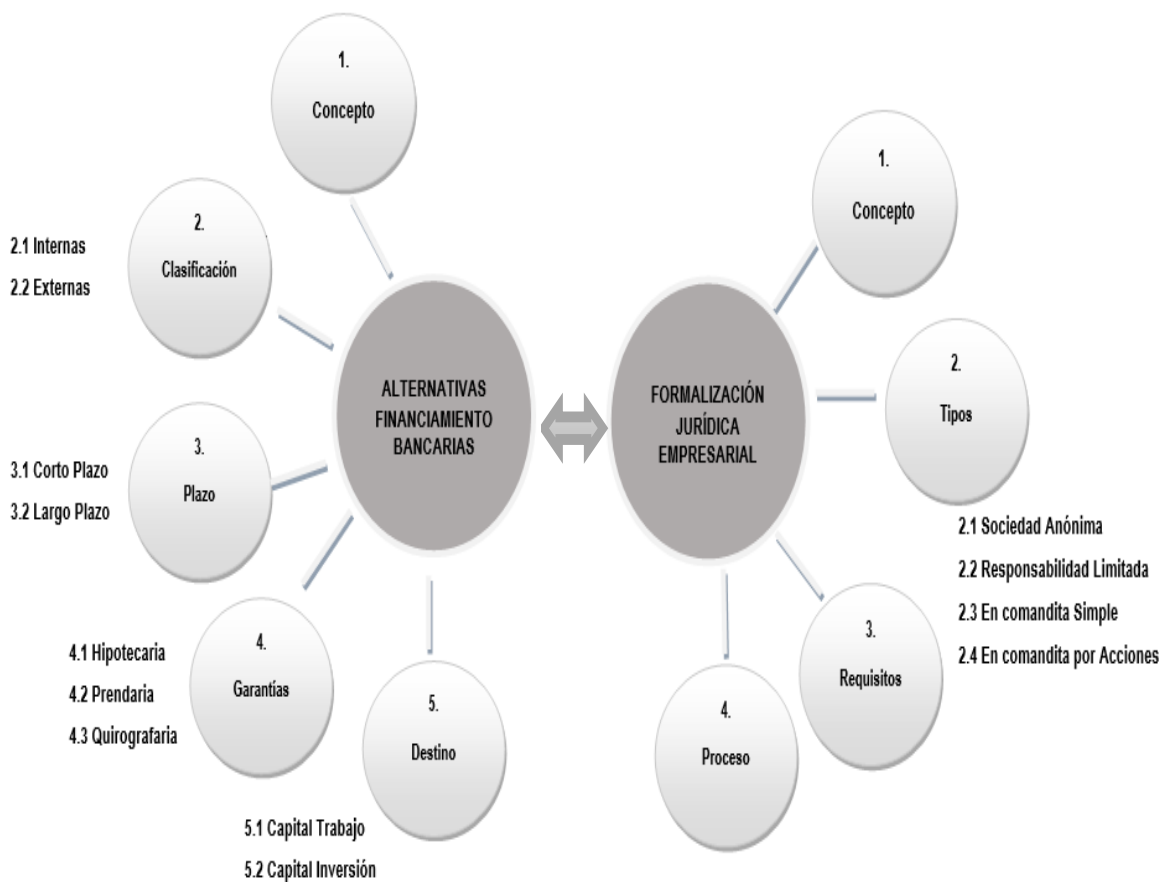 1.
Concepto
2.
Clasificación
2.1 Internas
2.2 Externas
3.
Plazo
3.1 Corto Plazo
3.2 Largo Plazo
4.
Garantías
4.1 Hipotecaria
4.2 Prendaria
4.3 Quirografaria
5.
Destino
5.1 Capital Trabajo
5.2 Capital Inversión
ALTERNATIVAS
FINANCIAMIENTO
BANCARIAS
FORMALIZACIÓN
JURÍDICA
EMPRESARIAL
1.
Concepto
2.
Tipos
2.1 Sociedad Anónima
2.2 Responsabilidad Limitada
2.3 En comandita Simple
2.4 En comandita por Acciones
3.
Requisitos
4.
Proceso